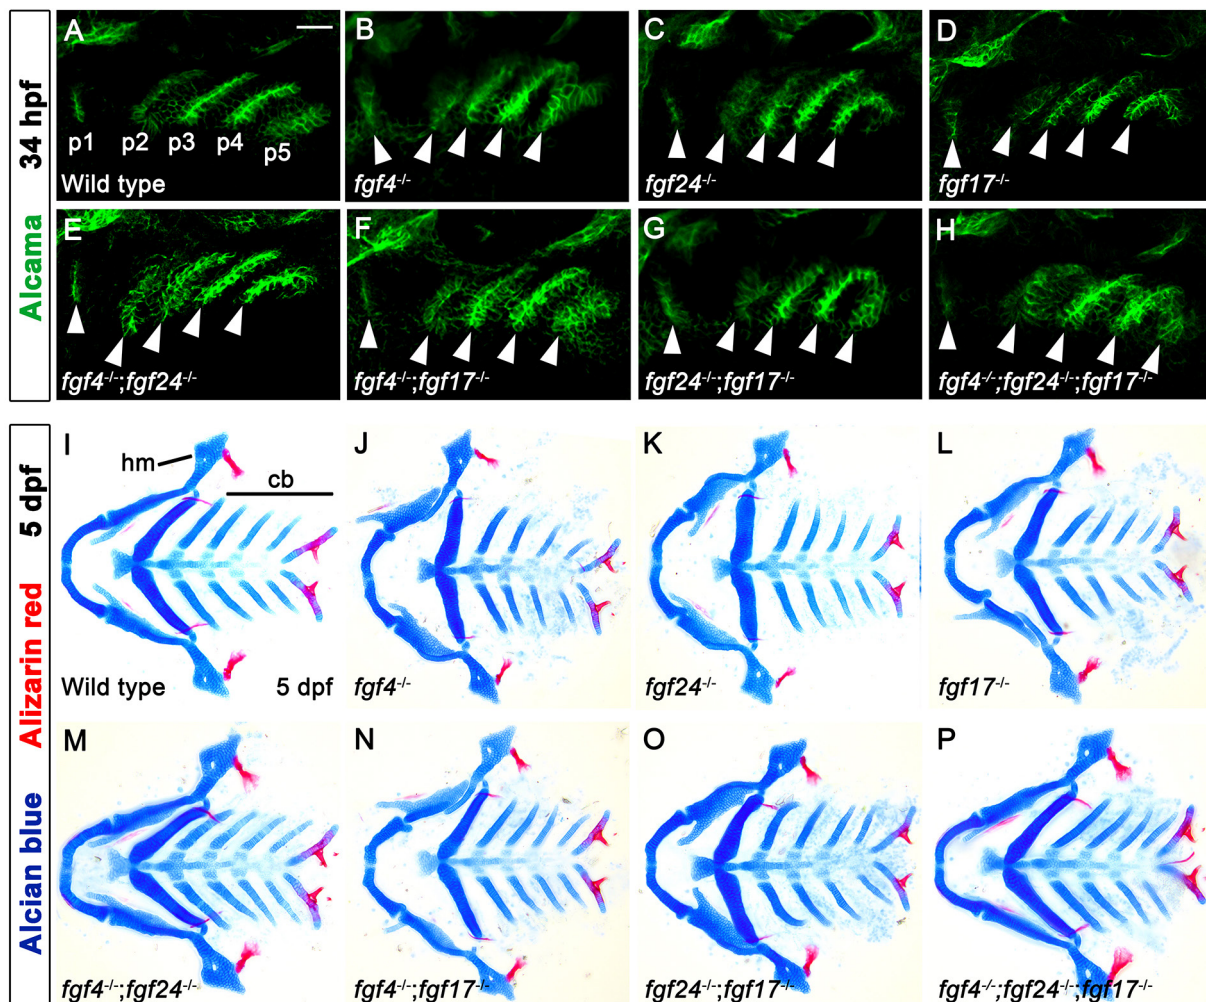 34 hpf
Alcama
A
p1 p2 p3 p4 p5
Wild type
B
fgf4-/-
C
fgf24-/-
D
fgf17-/-
E
fgf4-/-;fgf24-/-
F
fgf4-/-;fgf17-/-
G
fgf24-/-;fgf17-/-
H
fgf4-/-;fgf24-/-;fgf17-/-
5 dpf
Alizarin red
Alcian blue
I
hm
cb
Wild type 5 dpf
J
fgf4-/-
K
fgf24-/-
L
fgf17-/-
M
fgf4-/-;fgf24-/-
N
fgf4-/-;fgf17-/-
O
fgf24-/-;fgf17-/-
P
fgf4-/-;fgf24-/-;fgf17-/-